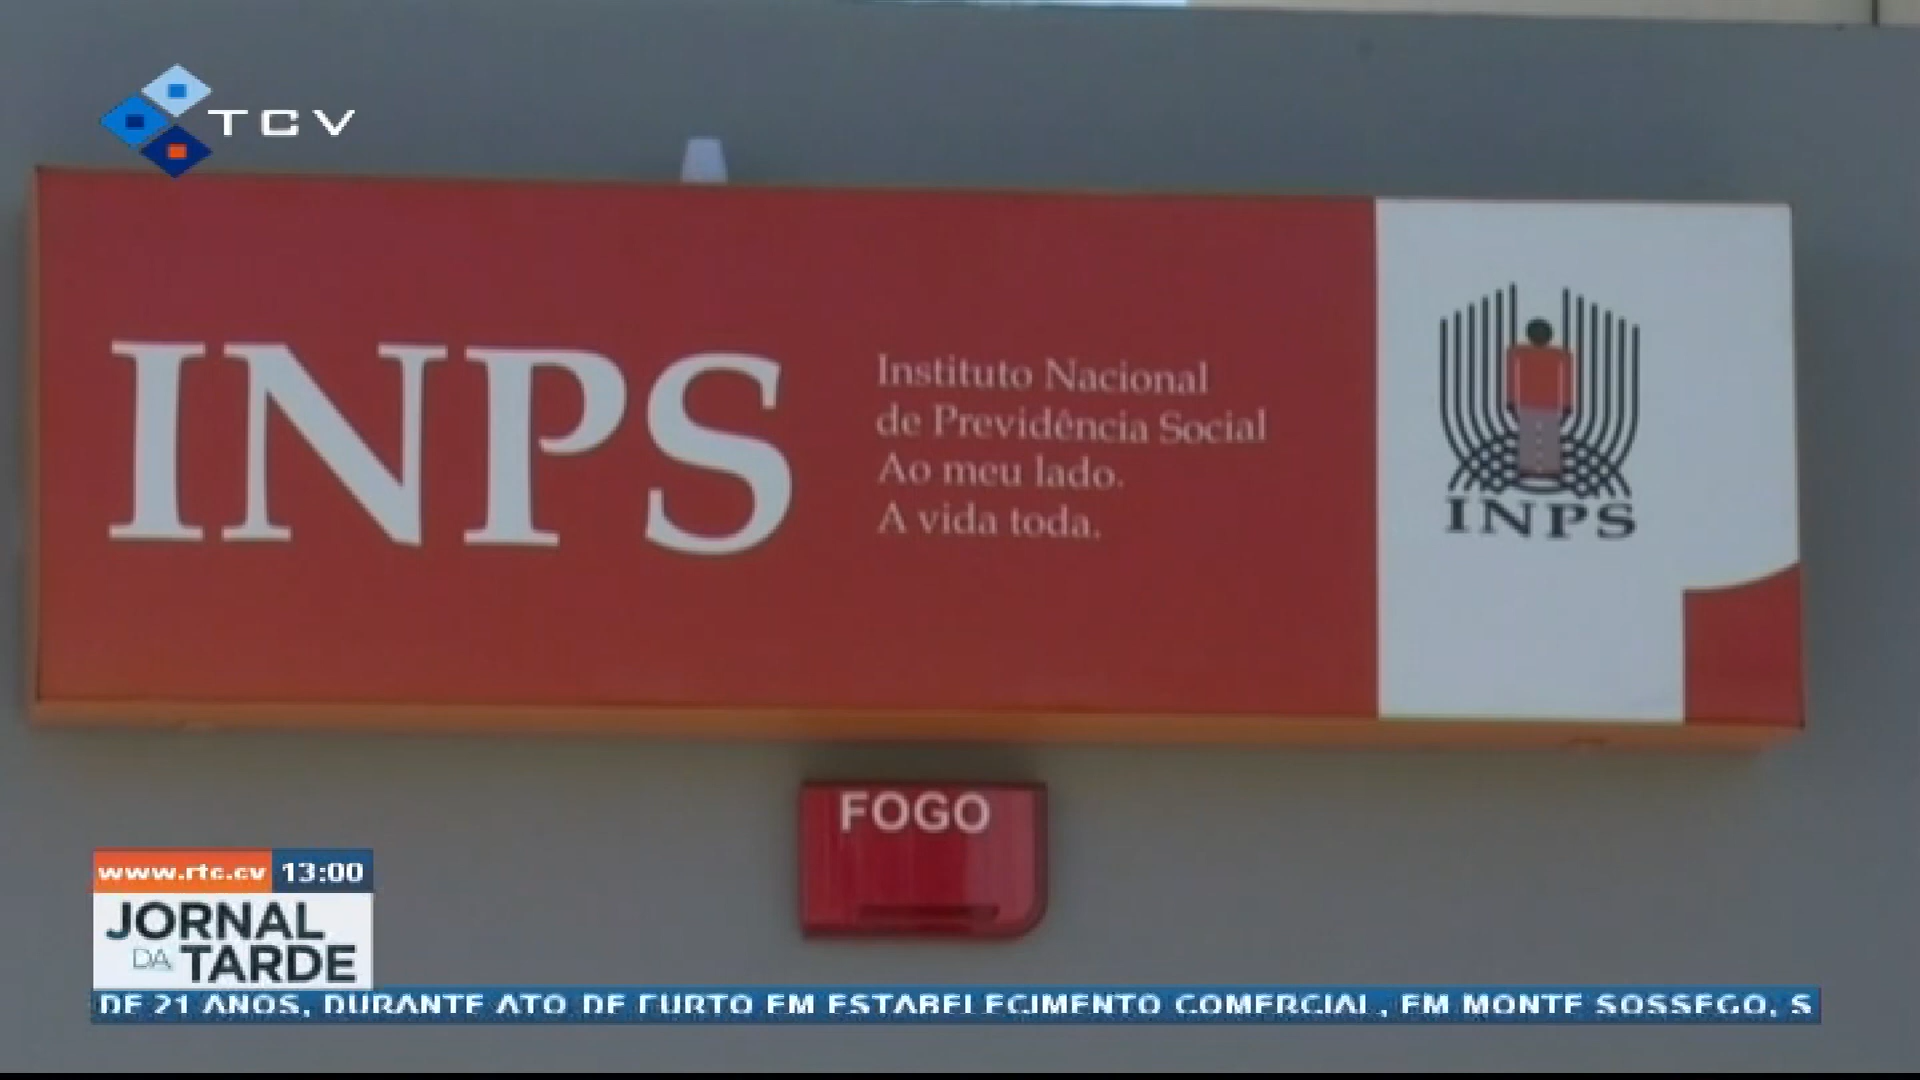 TCV
INPS
Instituto Nacional
de Previdência Social
Ao meu lado.
A vida toda.
INPS
FOGO
www.rtc.cv 13:00
JORNAL
DA TARDE
DE 21 ANOS, DURANTE ATO DE FURTO EM ESTABELECIMENTO COMERCIAL, EM MONTE SOSSEGO, S